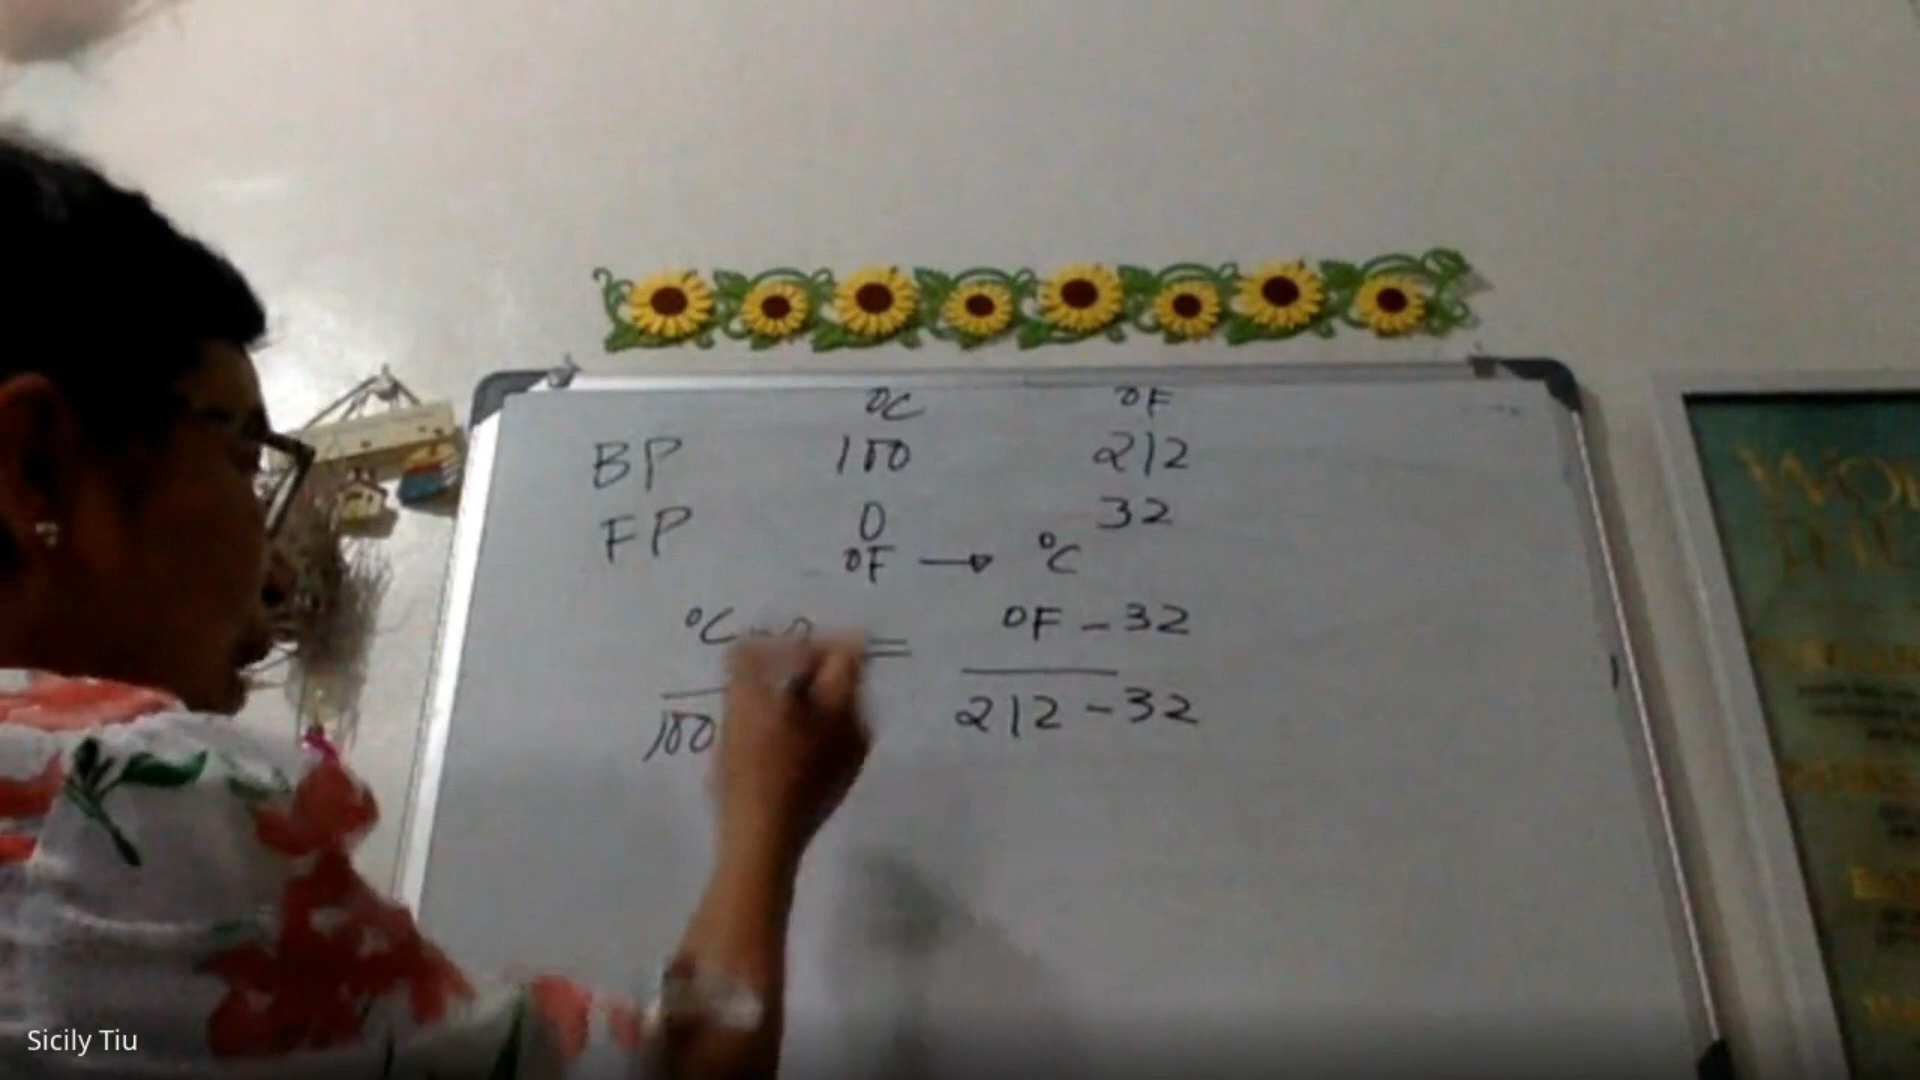 °C °F
BP 100 212
FP 0 32
°F → °C
°C - = °F - 32
100 212 - 32
Sicily Tiu